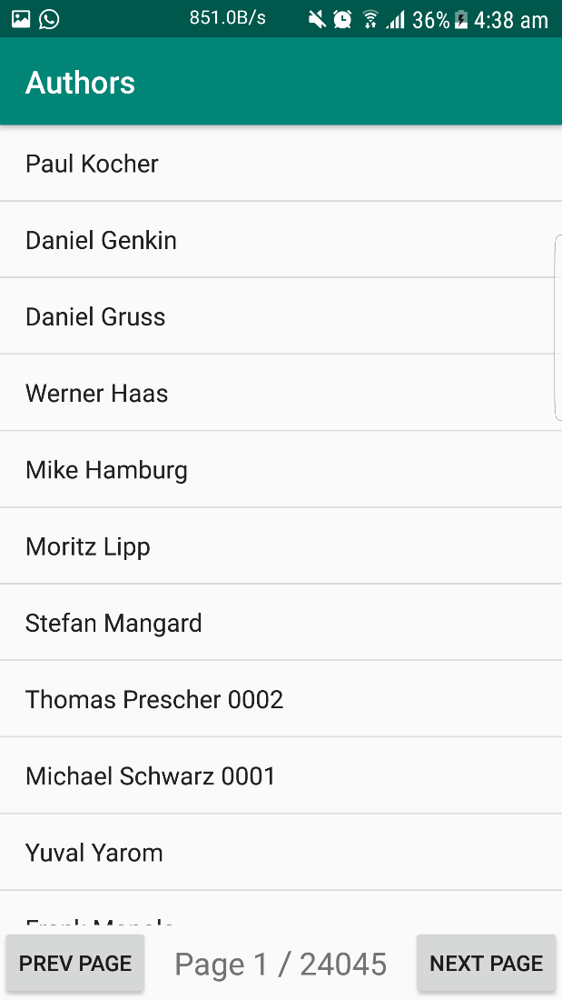 851.0B/s 36% 4:38 am
Authors
Paul Kocher
Daniel Genkin
Daniel Gruss
Werner Haas
Mike Hamburg
Moritz Lipp
Stefan Mangard
Thomas Prescher 0002
Michael Schwarz 0001
Yuval Yarom
PREV PAGE Page 1 / 24045 NEXT PAGE